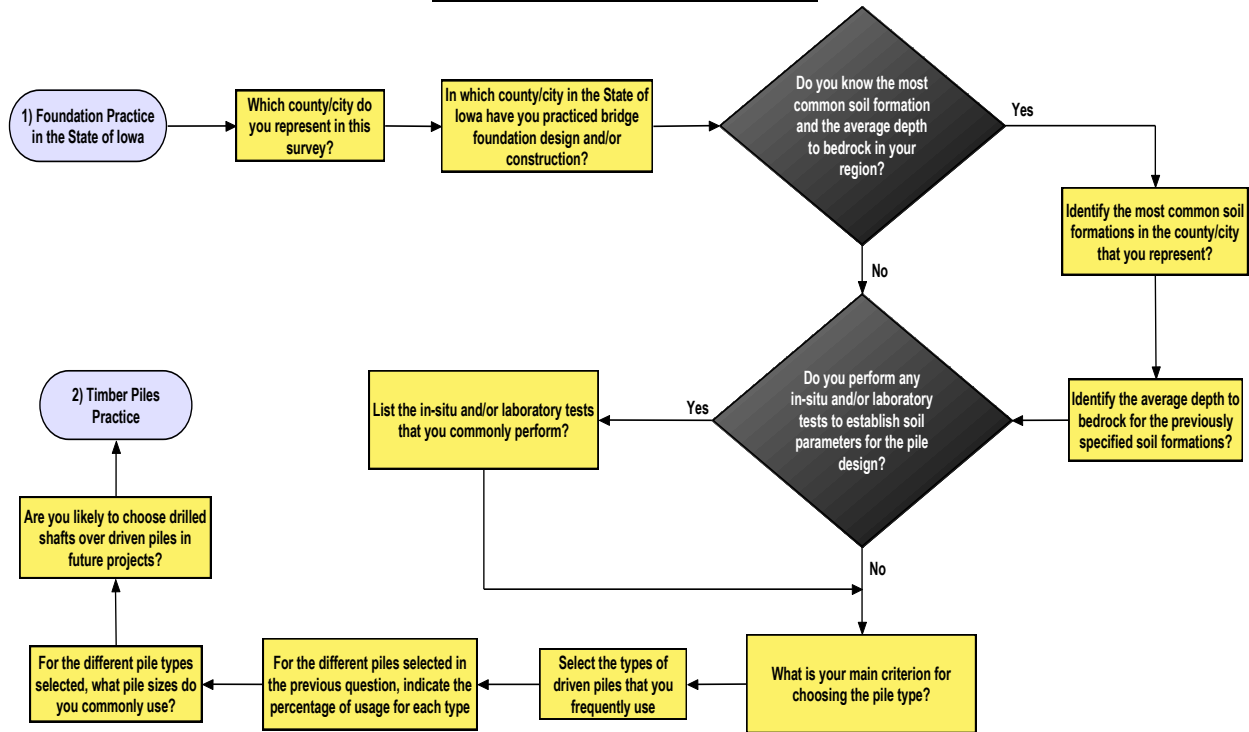 1) Foundation Practice
in the State of Iowa
Which county/city do
you represent in this
survey?
In which county/city in the State of
Iowa have you practiced bridge
foundation design and/or
construction?
Do you know the most
common soil formation
and the average depth
to bedrock in your
region?
Yes
Identify the most common soil
formations in the county/city
that you represent?
No
Identify the average depth to
bedrock for the previously
specified soil formations?
Do you perform any
in-situ and/or laboratory
tests to establish soil
parameters for the pile
design?
Yes
List the in-situ and/or laboratory tests
that you commonly perform?
No
What is your main criterion for
choosing the pile type?
Select the types of
driven piles that you
frequently use
For the different piles selected in
the previous question, indicate the
percentage of usage for each type
For the different pile types
selected, what pile sizes do
you commonly use?
Are you likely to choose drilled
shafts over driven piles in
future projects?
2) Timber Piles
Practice